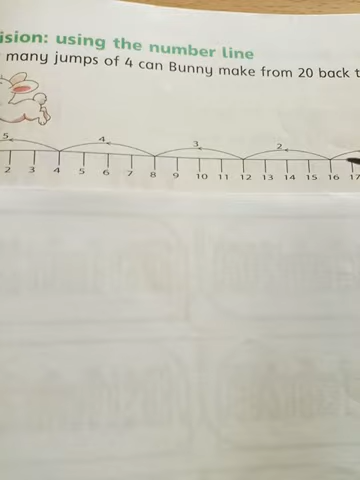 ision: using the number line
many jumps of 4 can Bunny make from 20 back t
5 4 3 2
2 3 4 5 6 7 8 9 10 11 12 13 14 15 16 17